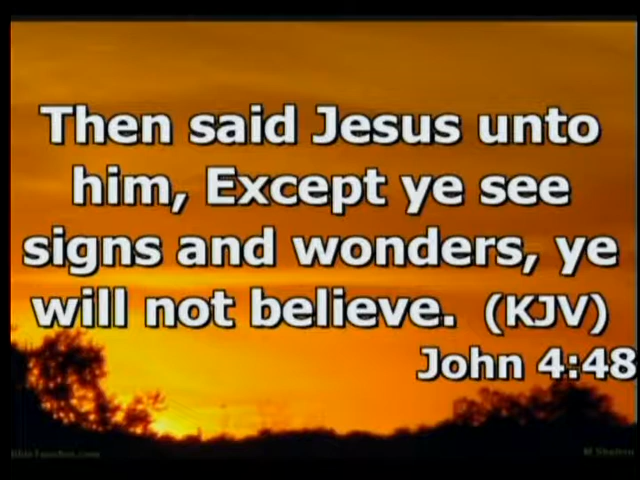 Then said Jesus unto
him, Except ye see
signs and wonders, ye
will not believe. (KJV)
John 4:48